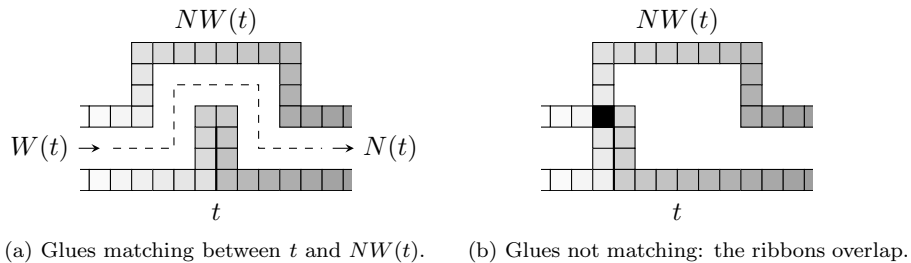 NW(t)
NW(t)
W(t)
N(t)
t
t
(a) Glues matching between t and NW(t).
(b) Glues not matching: the ribbons overlap.